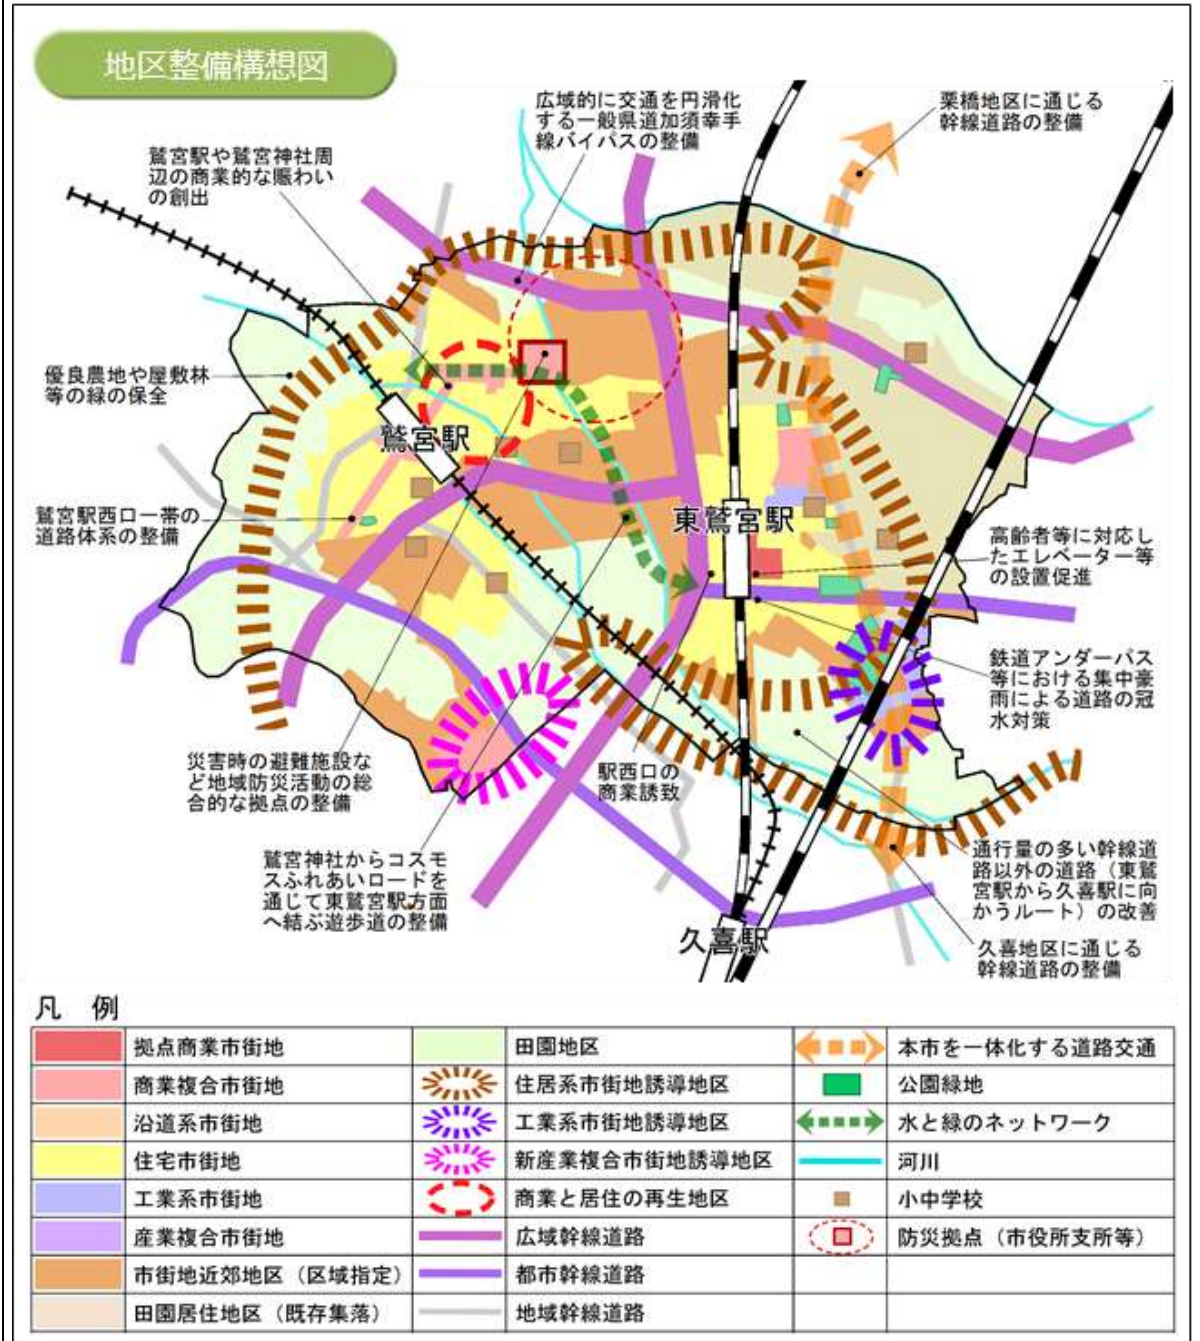 地区整備構想図
広域的に交通を円滑化
する一般県道加須幸手
線バイパスの整備
栗橋地区に通じる
幹線道路の整備
鷲宮駅や鷲宮神社周
辺の商業的な賑わい
の創出
優良農地や屋敷林
等の緑の保全
鷲宮駅
鷲宮駅西口一帯の
道路体系の整備
東鷲宮駅
高齢者等に対応し
たエレベーター等
の設置促進
鉄道アンダーパス
等における集中豪
雨による道路の冠
水対策
災害時の避難施設な
ど地域防災活動の総
合的な拠点の整備
駅西口の
商業誘致
鷲宮神社からコスモ
スふれあいロードを
通じて東鷲宮駅方面
へ結ぶ遊歩道の整備
通行量の多い幹線道
路以外の道路（東鷲
宮駅から久喜駅に向
かうルート）の改善
久喜駅
久喜地区に通じる
幹線道路の整備
凡 例
拠点商業市街地
田園地区
本市を一体化する道路交通
商業複合市街地
住居系市街地誘導地区
公園緑地
沿道系市街地
工業系市街地誘導地区
水と緑のネットワーク
住宅市街地
新産業複合市街地誘導地区
河川
工業系市街地
商業と居住の再生地区
小中学校
産業複合市街地
広域幹線道路
防災拠点（市役所支所等）
市街地近郊地区（区域指定）
都市幹線道路
田園居住地区（既存集落）
地域幹線道路